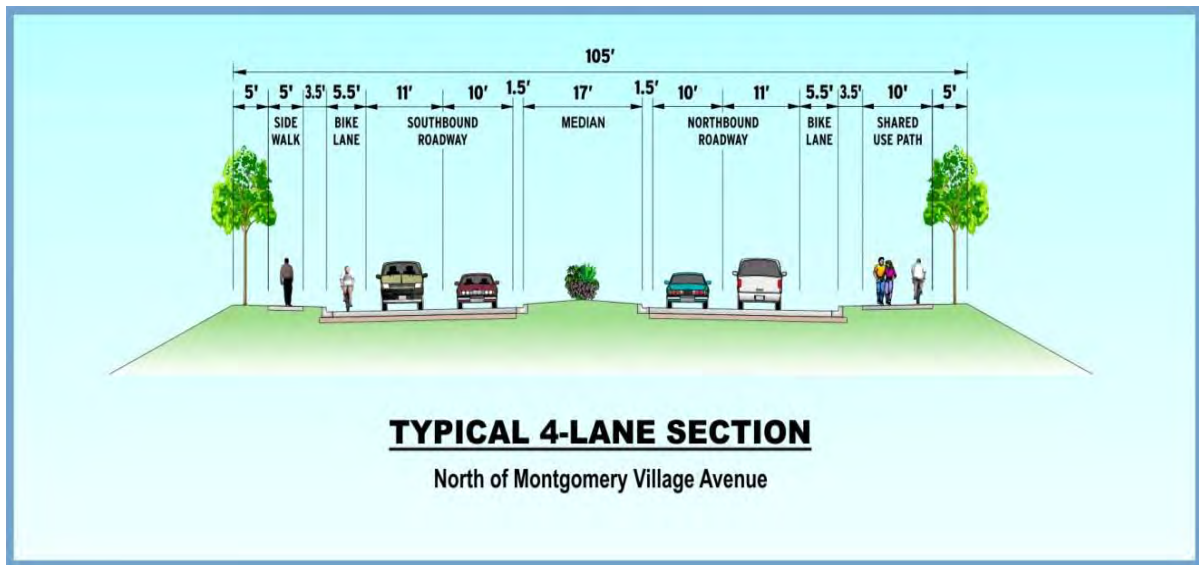 105'
5' 5' 3.5' 5.5' 11' 10' 1.5' 17' 1.5' 10' 11' 5.5' 3.5' 10' 5'
SIDE WALK
BIKE LANE
SOUTHBOUND ROADWAY
MEDIAN
NORTHBOUND ROADWAY
BIKE LANE
SHARED USE PATH
TYPICAL 4-LANE SECTION
North of Montgomery Village Avenue